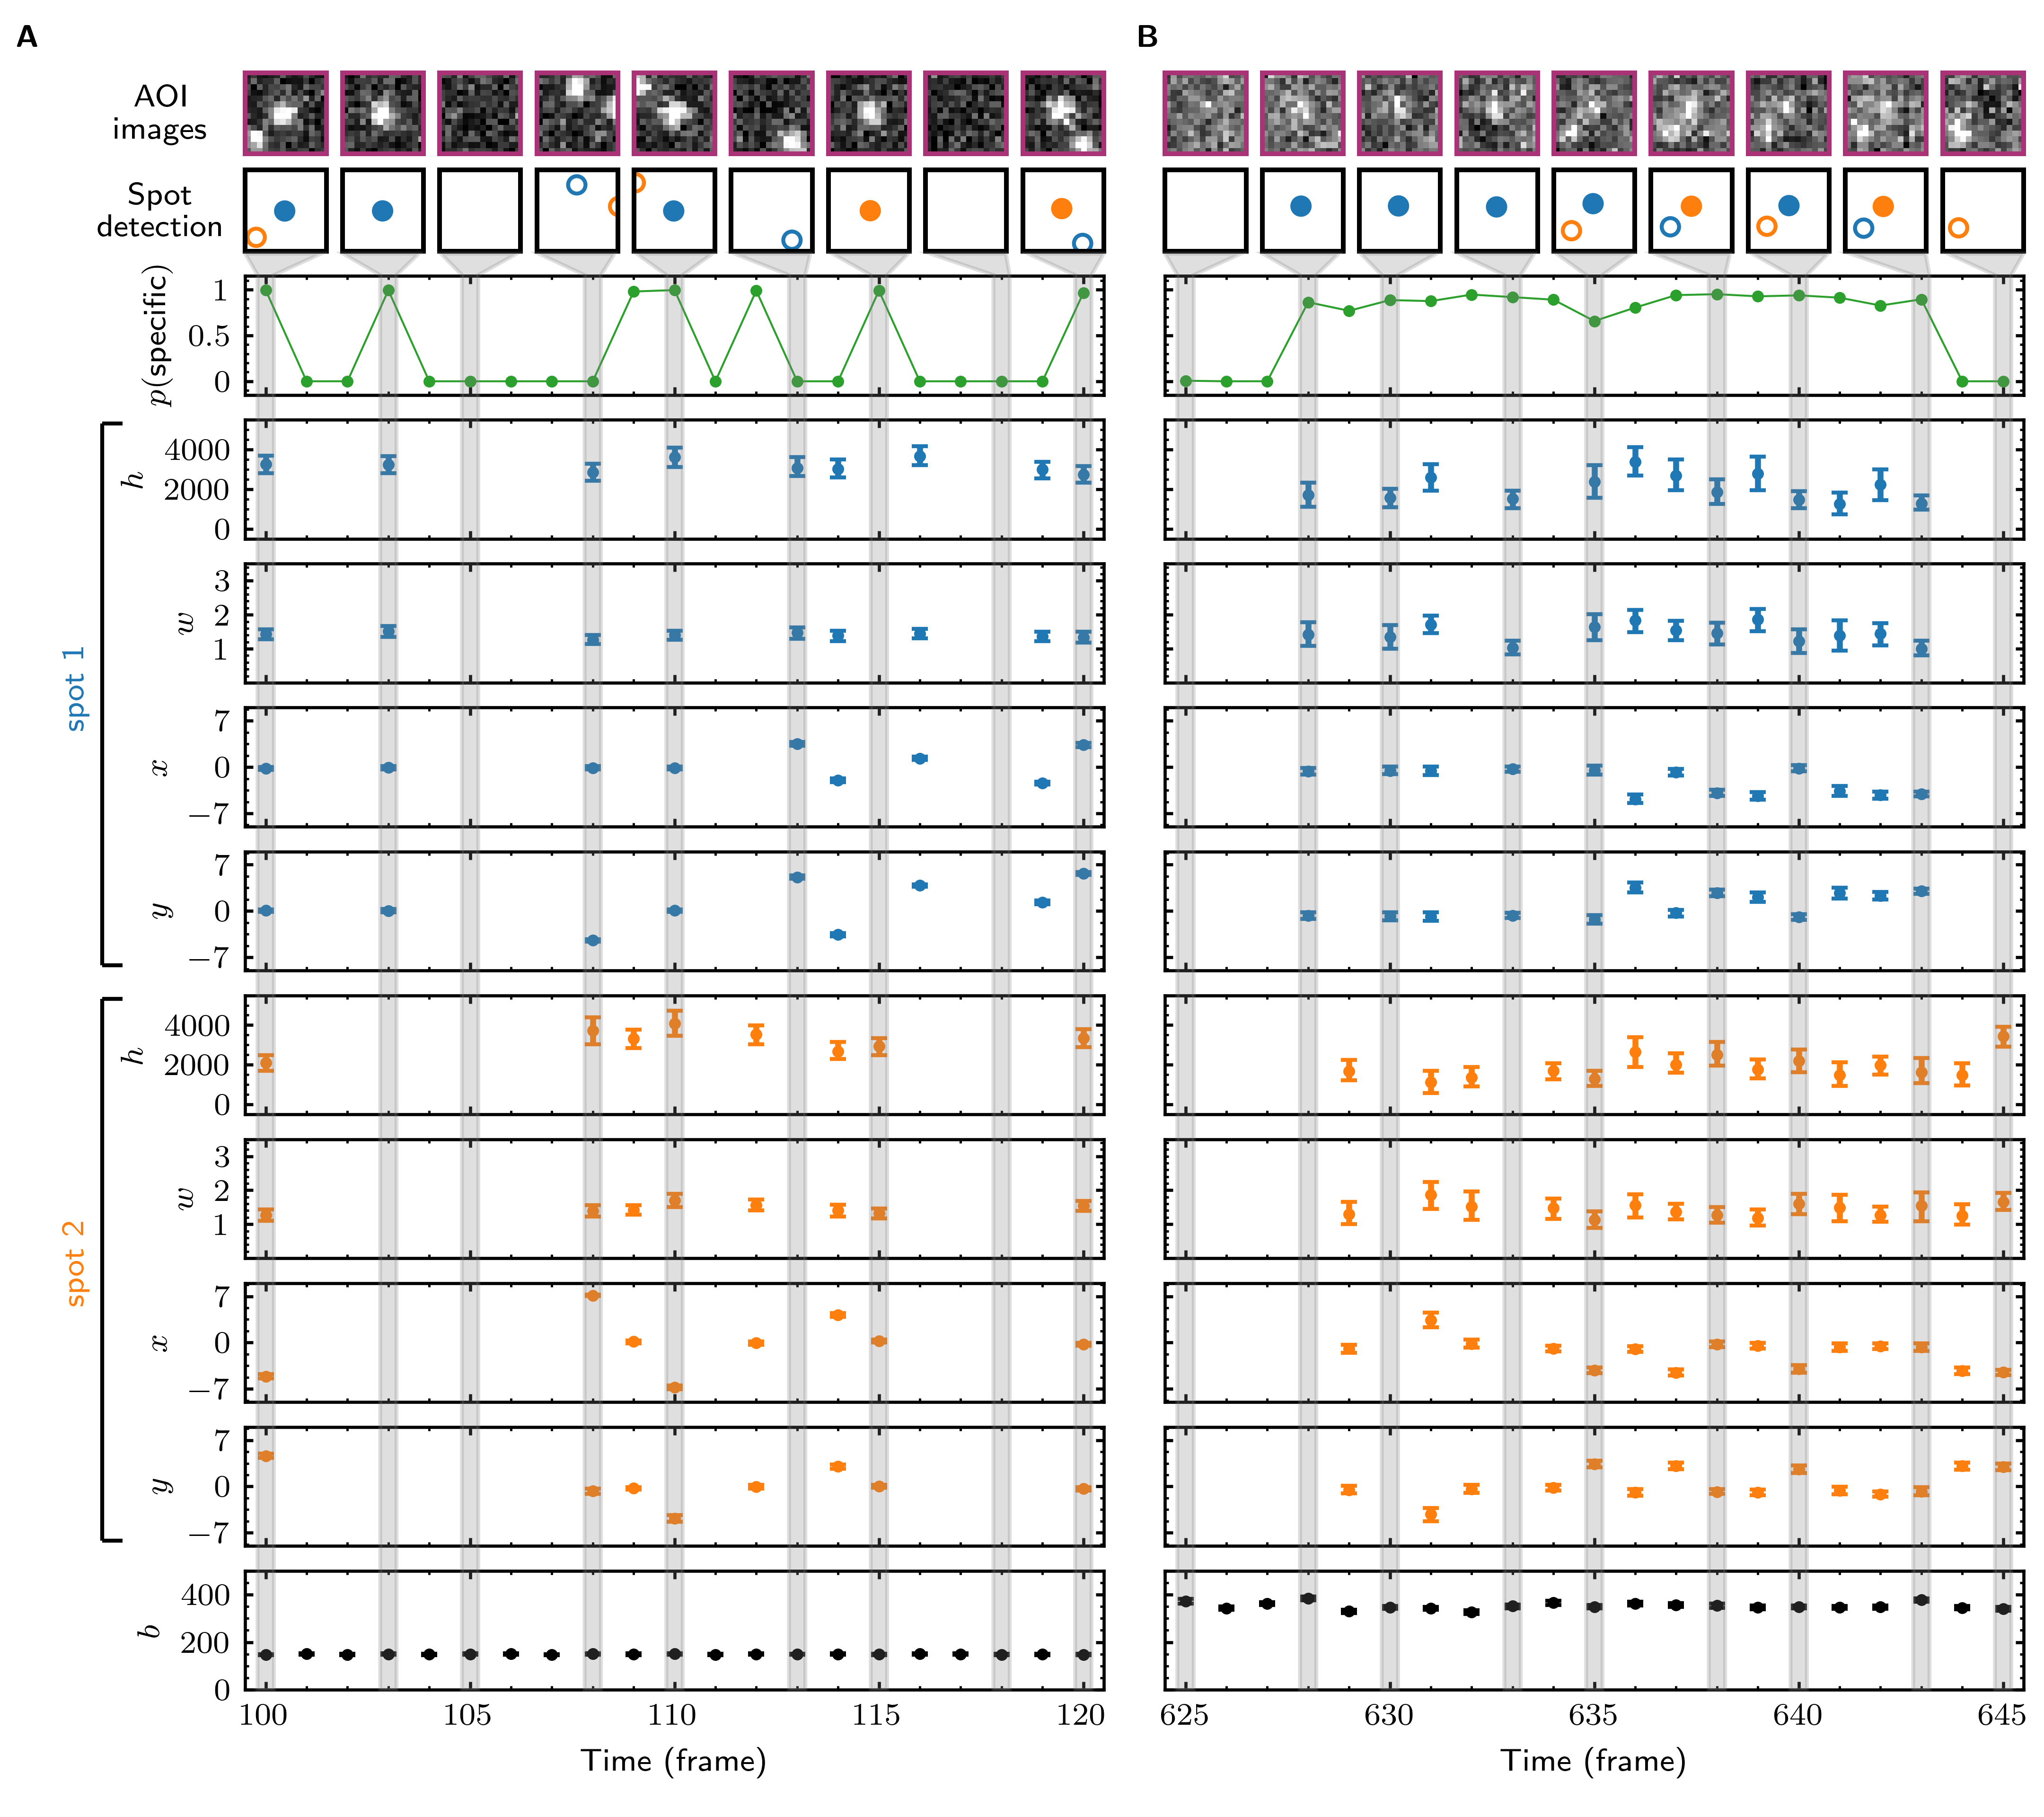 A
B
AOI
images
Spot
detection
p(specific)
1
0.5
0
spot 1
h
4000
2000
0
w
3
2
1
x
7
0
−7
y
7
0
−7
spot 2
h
4000
2000
0
w
3
2
1
x
7
0
−7
y
7
0
−7
b
400
200
0
100 105 110 115 120
625 630 635 640 645
Time (frame)
Time (frame)